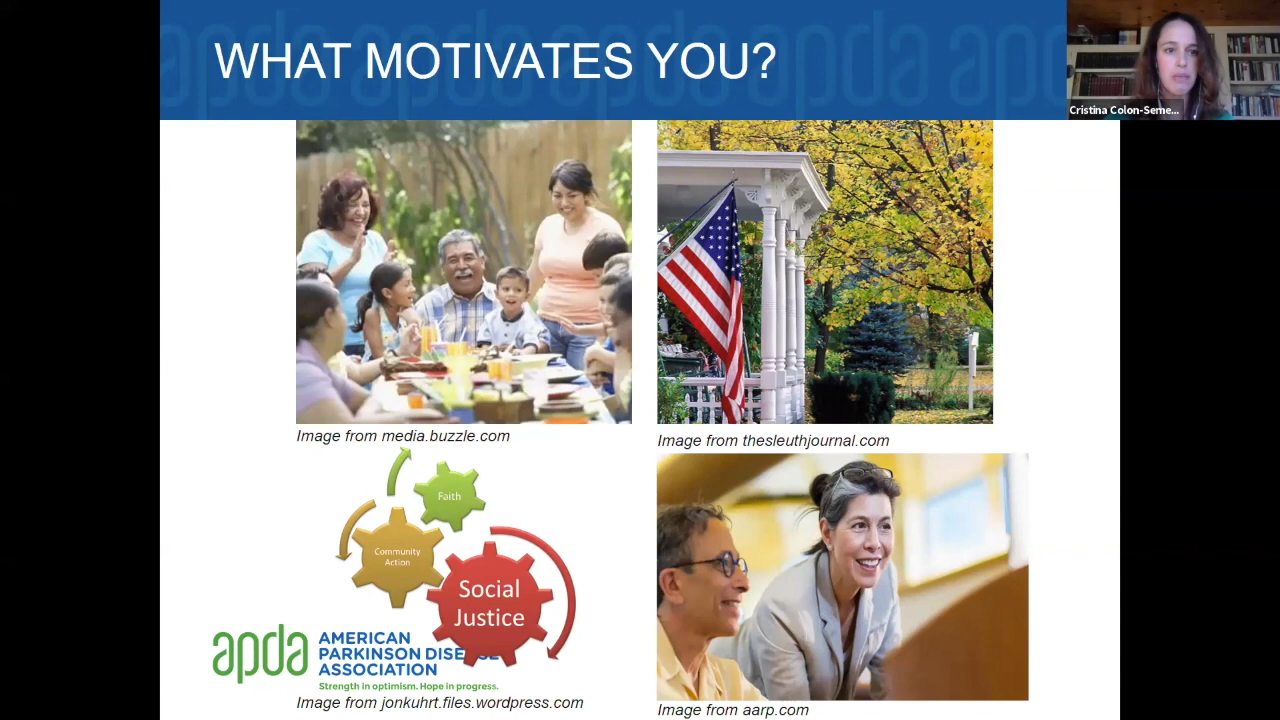 WHAT MOTIVATES YOU?
Cristina Colon-Seme...
Image from media.buzzle.com
Image from thesleuthjournal.com
Faith
Community
Action
Social
Justice
apda
AMERICAN
PARKINSON
ASSOCIATION
Strength in optimism. Hope in progress.
Image from jonkuhrt.files.wordpress.com
Image from aarp.com